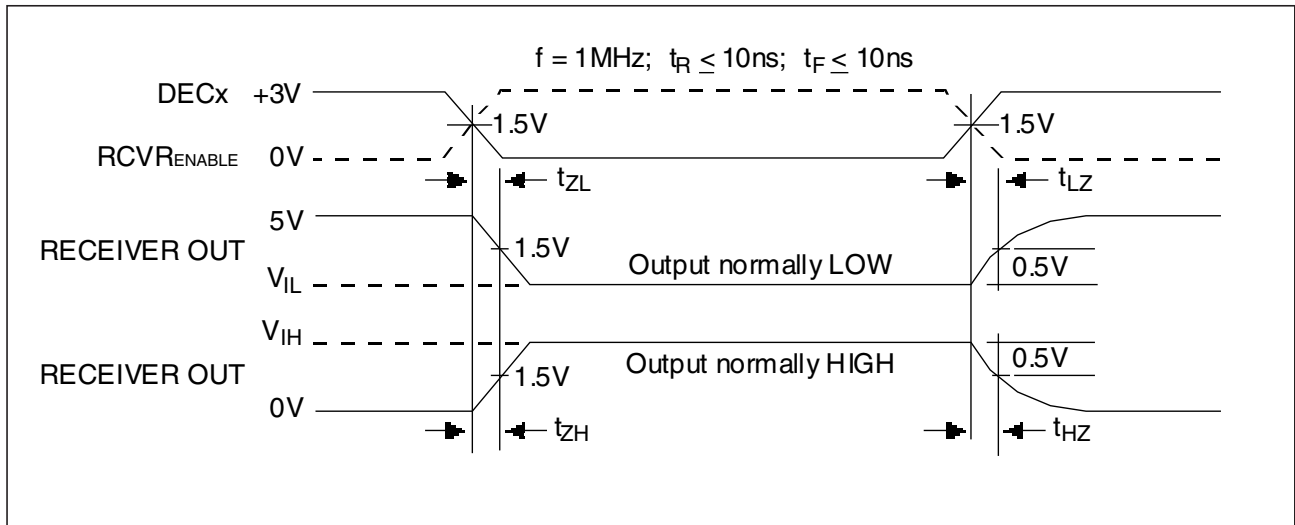 f = 1MHz; tR ≤ 10ns; tF ≤ 10ns
DECx +3V
1.5V 1.5V
RCVRENABLE 0V
tZL tLZ
5V
RECEIVER OUT
1.5V
Output normally LOW
0.5V
VIL
VIH
0.5V
Output normally HIGH
RECEIVER OUT
1.5V
0V
tZH tHZ